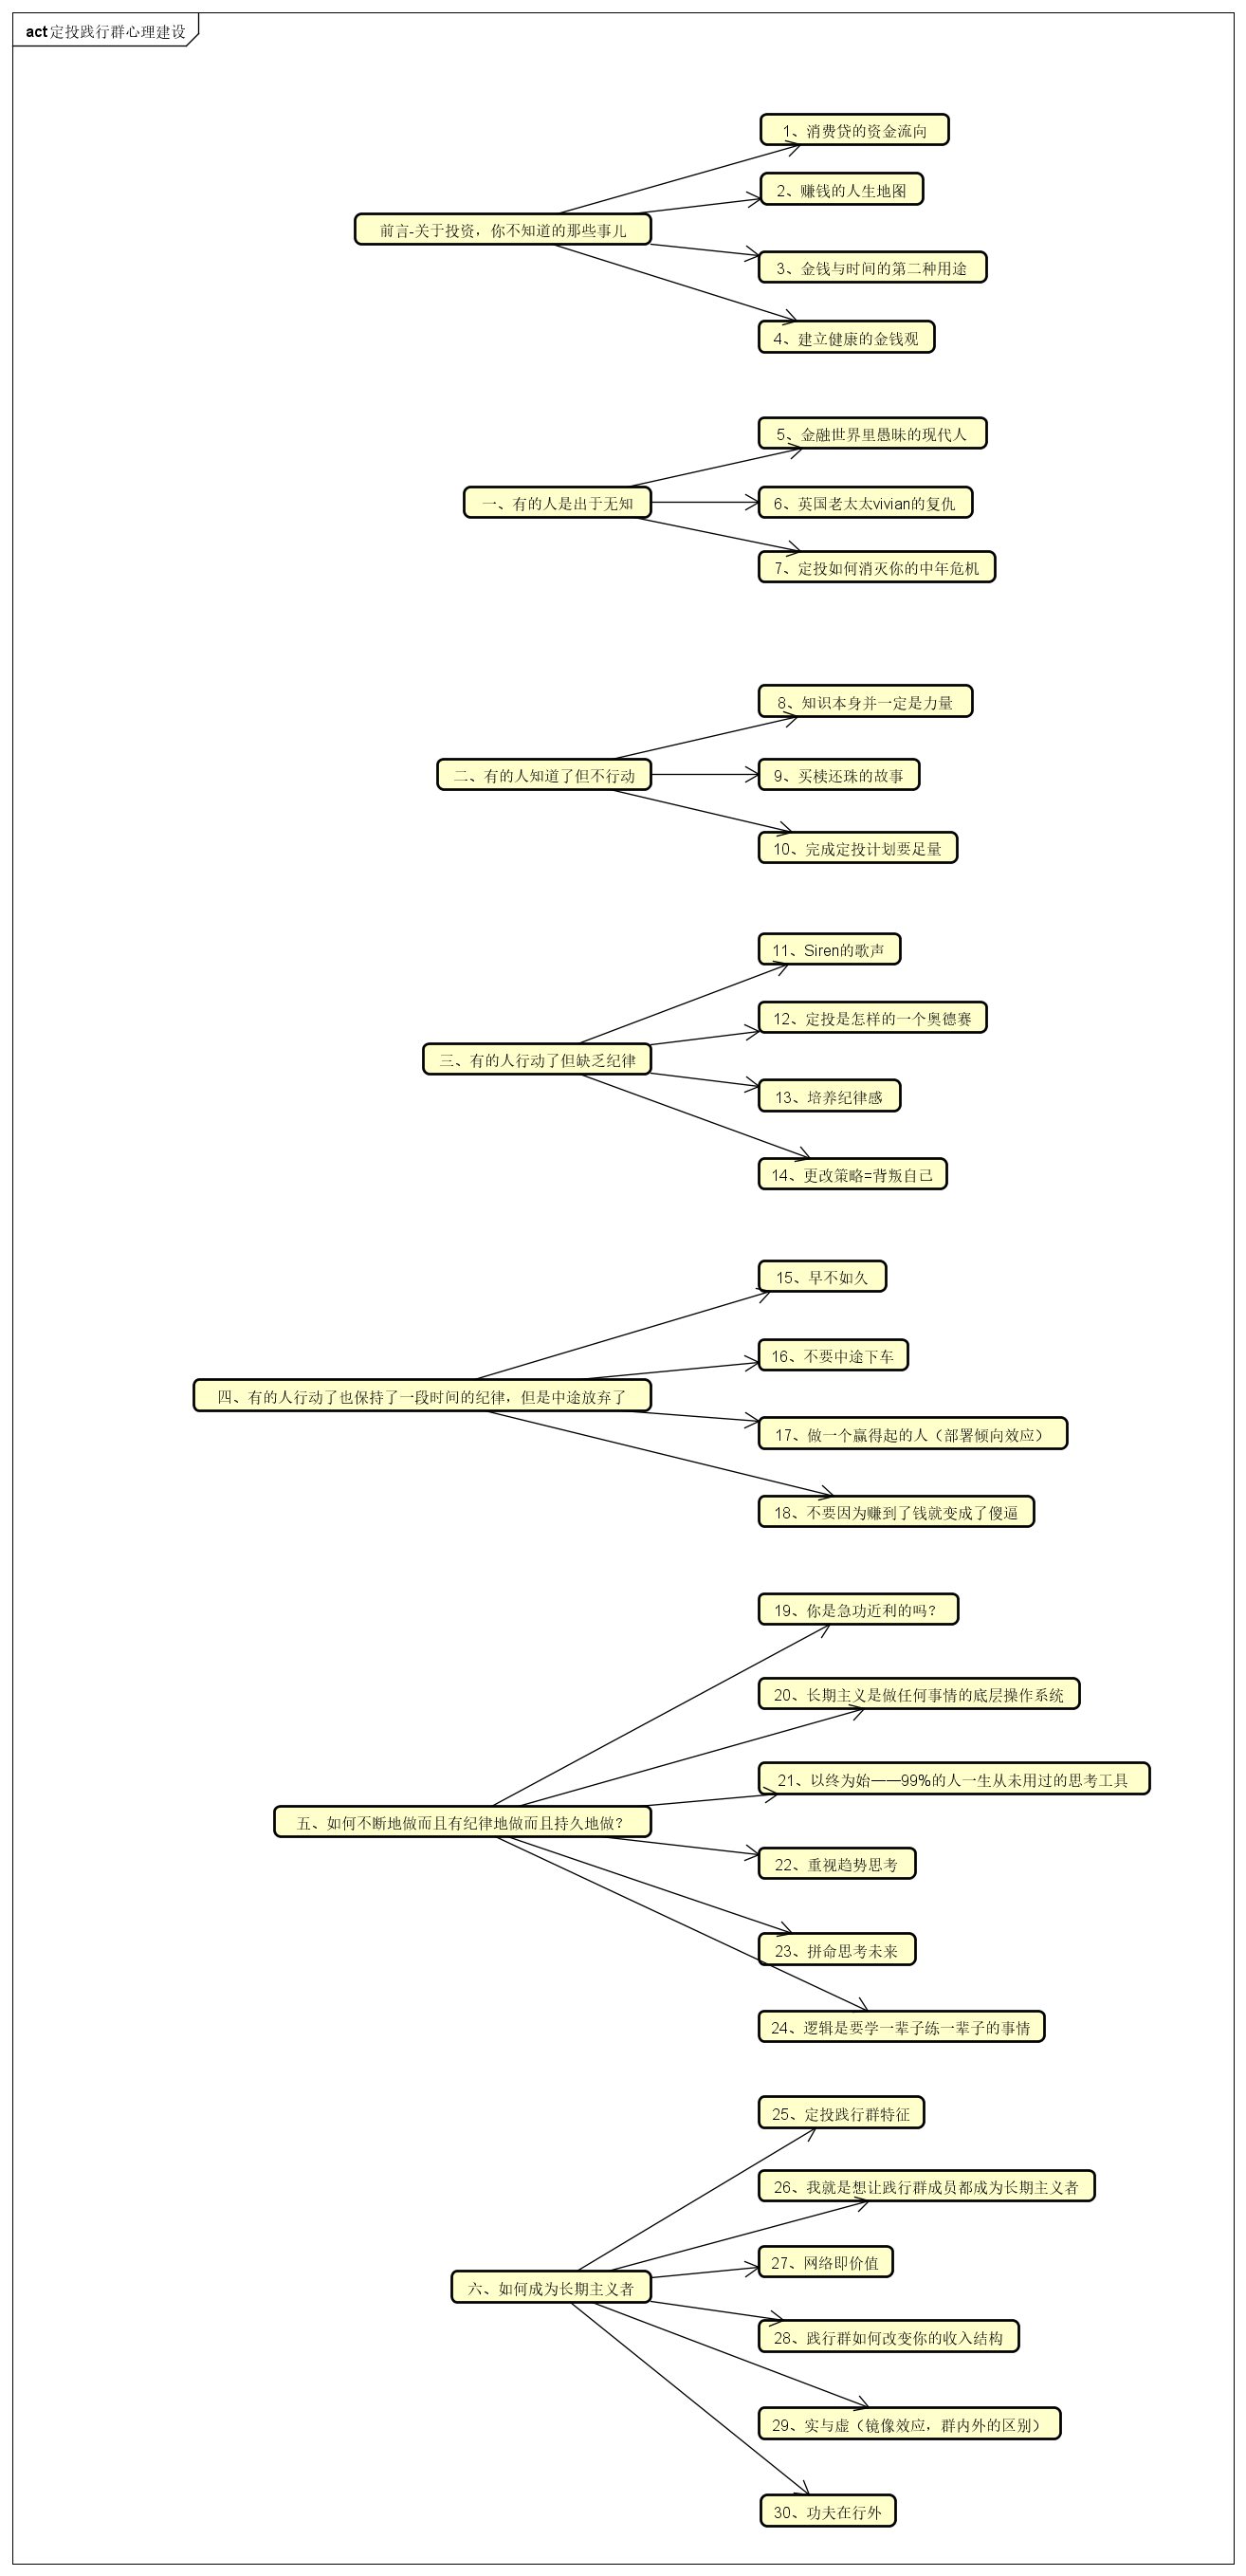 act 定投践行群心理建设
前言-关于投资，你不知道的那些事儿
1、消费贷的资金流向
2、赚钱的人生地图
3、金钱与时间的第二种用途
4、建立健康的金钱观
一、有的人是出于无知
5、金融世界里愚昧的现代人
6、英国老太太vivian的复仇
7、定投如何消灭你的中年危机
二、有的人知道了但不行动
8、知识本身并一定是力量
9、买椟还珠的故事
10、完成定投计划要足量
三、有的人行动了但缺乏纪律
11、Siren的歌声
12、定投是怎样的一个奥德赛
13、培养纪律感
14、更改策略=背叛自己
四、有的人行动了也保持了一段时间的纪律，但是中途放弃了
15、早不如久
16、不要中途下车
17、做一个赢得起的人（部署倾向效应）
18、不要因为赚到了钱就变成了傻逼
五、如何不断地做而且有纪律地做而且持久地做？
19、你是急功近利的吗？
20、长期主义是做任何事情的底层操作系统
21、以终为始——99%的人一生从未用过的思考工具
22、重视趋势思考
23、拼命思考未来
24、逻辑是要学一辈子练一辈子的事情
六、如何成为长期主义者
25、定投践行群特征
26、我就是想让践行群成员都成为长期主义者
27、网络即价值
28、践行群如何改变你的收入结构
29、实与虚（镜像效应，群内外的区别）
30、功夫在行外